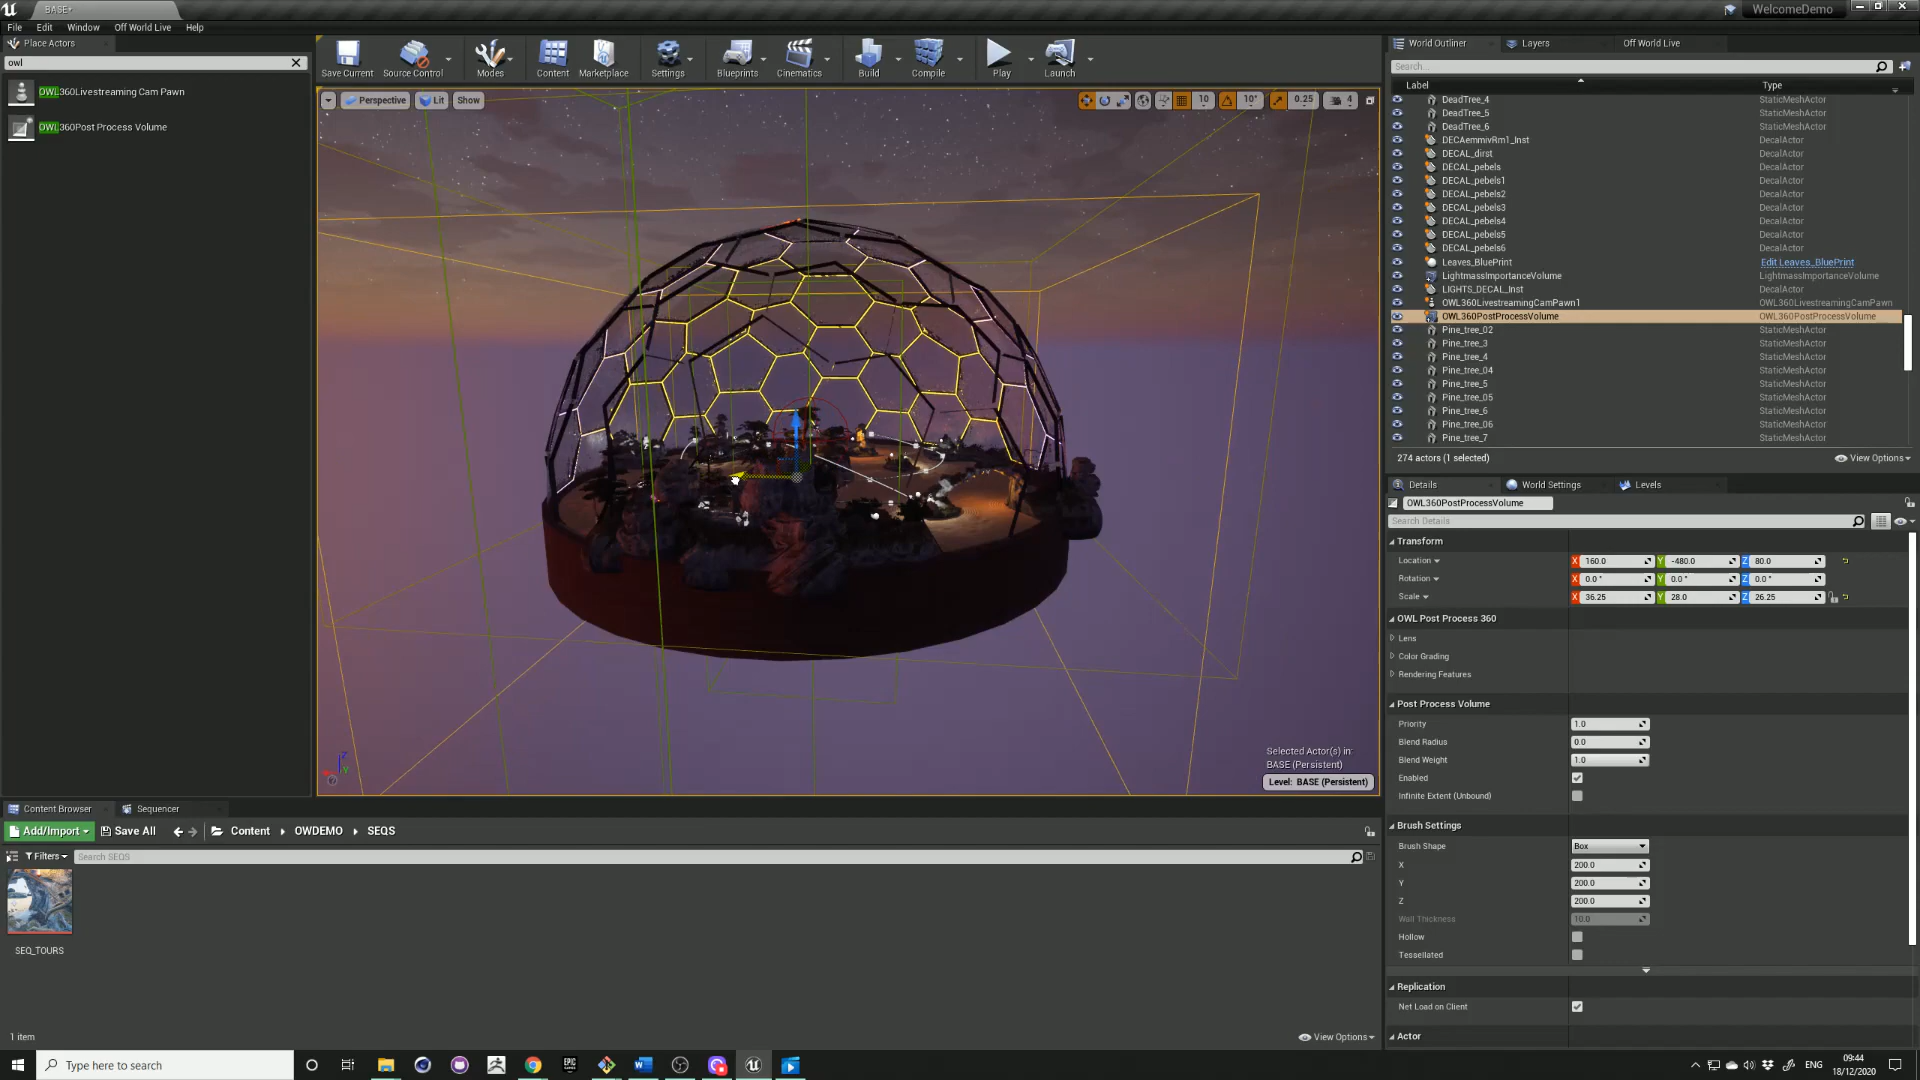 BASE+
WelcomeDemo
File Edit Window Off World Live Help
Place Actors
owl
OWL360Livestreaming Cam Pawn
OWL360Post Process Volume
Save Current Source Control Modes Content Marketplace Settings Blueprints Cinematics Build Compile Play Launch
Perspective Lit Show
10 10° 0.25 4
Selected Actor(s) in:
BASE (Persistent)
Level: BASE (Persistent)
World Outliner Layers Off World Live
Search...
Label Type
DeadTree_4 StaticMeshActor
DeadTree_5 StaticMeshActor
DeadTree_6 StaticMeshActor
DECAemmivRm1_Inst DecalActor
DECAL_dirst DecalActor
DECAL_pebels DecalActor
DECAL_pebels1 DecalActor
DECAL_pebels2 DecalActor
DECAL_pebels3 DecalActor
DECAL_pebels4 DecalActor
DECAL_pebels5 DecalActor
DECAL_pebels6 DecalActor
Leaves_BluePrint Edit Leaves_BluePrint
LightmassImportanceVolume LightmassImportanceVolume
LIGHTS_DECAL_Inst DecalActor
OWL360LivestreamingCamPawn1 OWL360LivestreamingCamPawn
OWL360PostProcessVolume OWL360PostProcessVolume
Pine_tree_02 StaticMeshActor
Pine_tree_3 StaticMeshActor
Pine_tree_4 StaticMeshActor
Pine_tree_04 StaticMeshActor
Pine_tree_5 StaticMeshActor
Pine_tree_05 StaticMeshActor
Pine_tree_6 StaticMeshActor
Pine_tree_06 StaticMeshActor
Pine_tree_7 StaticMeshActor
274 actors (1 selected) View Options
Details World Settings Levels
OWL360PostProcessVolume
Search Details
Transform
Location X 160.0 Y -480.0 Z 80.0
Rotation X 0.0 ° Y 0.0 ° Z 0.0 °
Scale X 36.25 Y 28.0 Z 26.25
OWL Post Process 360
Lens
Color Grading
Rendering Features
Post Process Volume
Priority 1.0
Blend Radius 0.0
Blend Weight 1.0
Enabled
Infinite Extent (Unbound)
Brush Settings
Brush Shape Box
X 200.0
Y 200.0
Z 200.0
Wall Thickness 10.0
Hollow
Tessellated
Replication
Net Load on Client
Actor
Content Browser Sequencer
Add/Import Save All Content OWDEMO SEQS
Filters Search SEQS
SEQ_TOURS
1 item View Options
Type here to search
ENG
09:44
18/12/2020